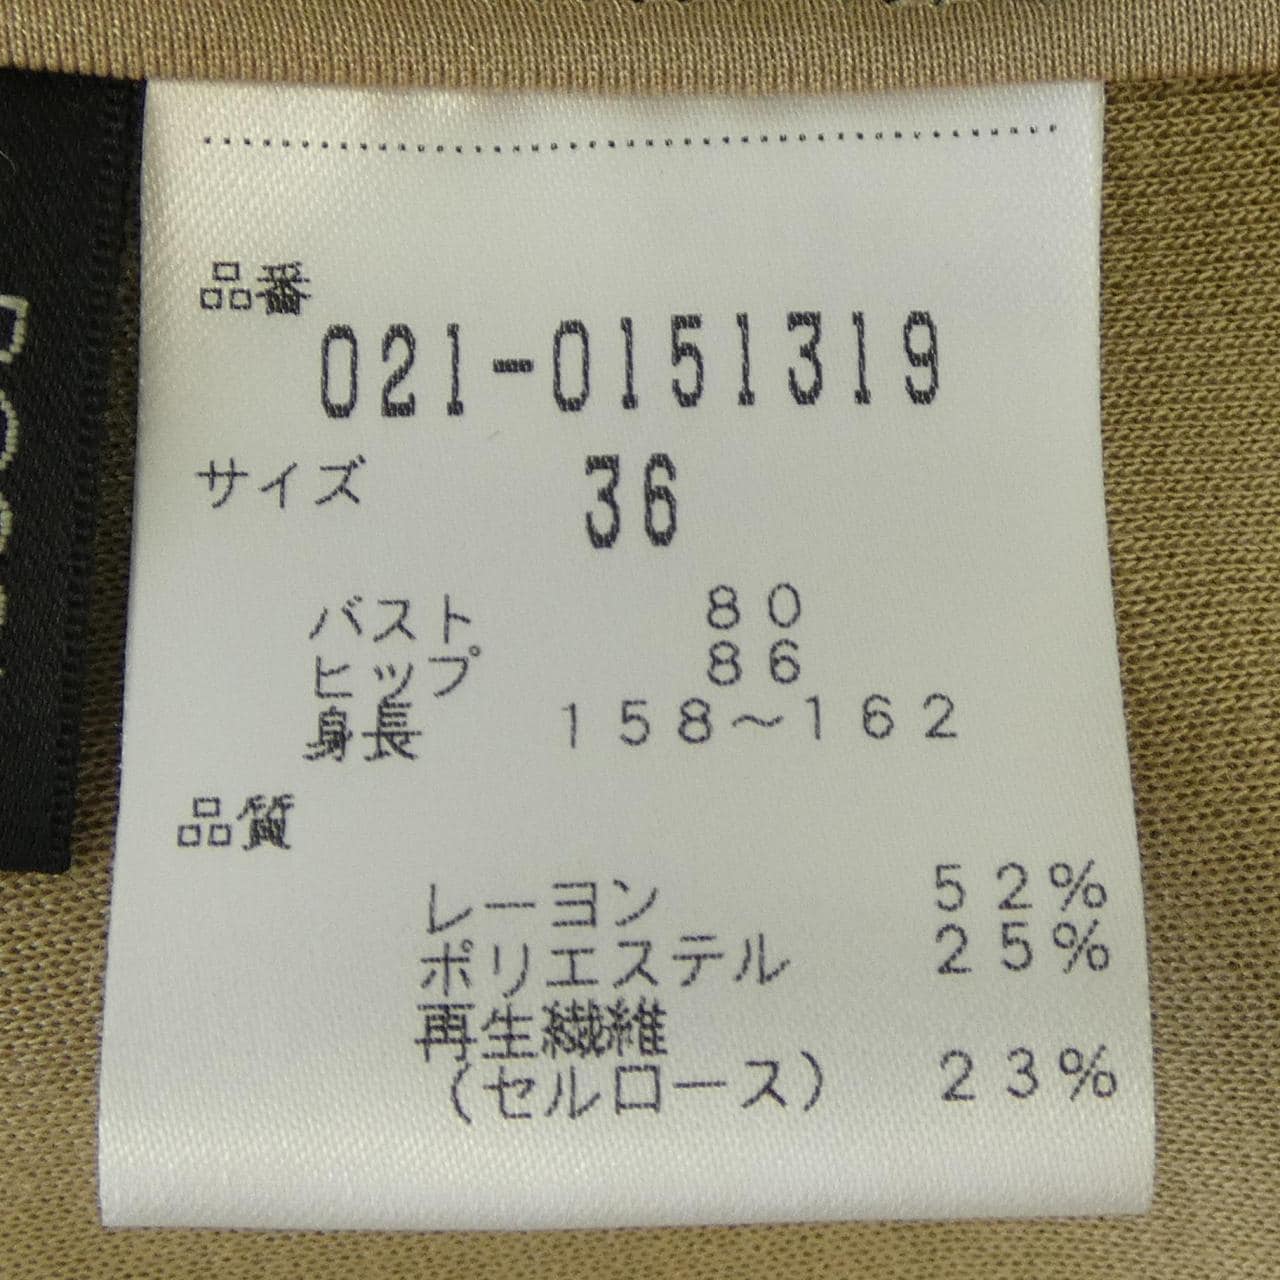 品番
021-0151319
サイズ 36
バスト 80
ヒップ 86
身長 158～162
品質
レーヨン 52%
ポリエステル 25%
再生繊維
(セルロース) 23%